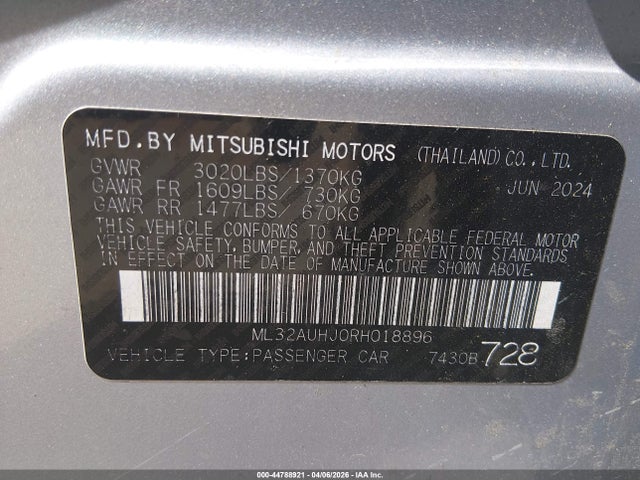 MFD.BY MITSUBISHI MOTORS (THAILAND)CO.,LTD.
GVWR 3020LBS/1370KG JUN 2024
GAWR FR 1609LBS/ 730KG
GAWR RR 1477LBS/ 670KG
THIS VEHICLE CONFORMS TO ALL APPLICABLE FEDERAL MOTOR
VEHICLE SAFETY, BUMPER, AND THEFT PREVENTION STANDARDS
IN EFFECT ON THE DATE OF MANUFACTURE SHOWN ABOVE.
ML32AUHJ0RH018896
VEHICLE TYPE:PASSENGER CAR 7430B 728
000-44788921 - 04/06/2026 - IAA Inc.